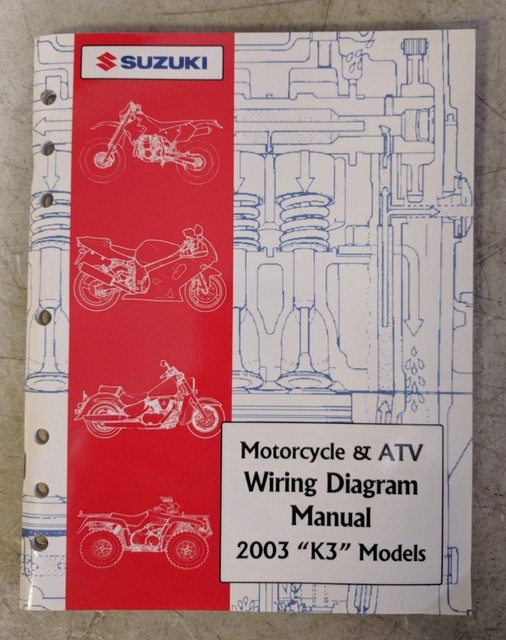 SUZUKI
Motorcycle & ATV
Wiring Diagram
Manual
2003 “K3” Models